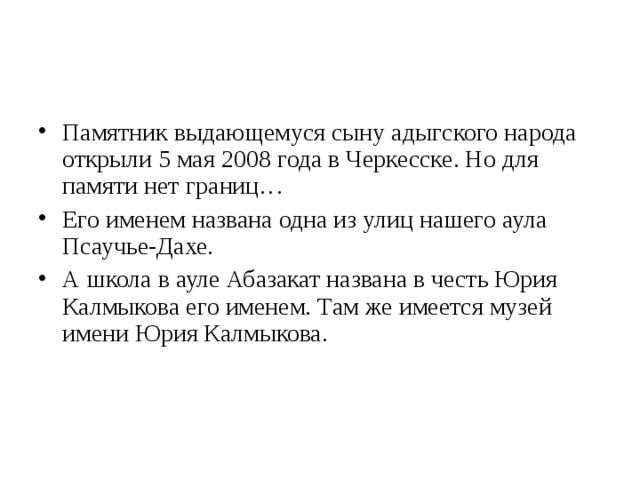 • Памятник выдающемуся сыну адыгского народа
открыли 5 мая 2008 года в Черкесске. Но для
памяти нет границ…
• Его именем названа одна из улиц нашего аула
Псаучье-Дахе.
• А школа в ауле Абазакат названа в честь Юрия
Калмыкова его именем. Там же имеется музей
имени Юрия Калмыкова.